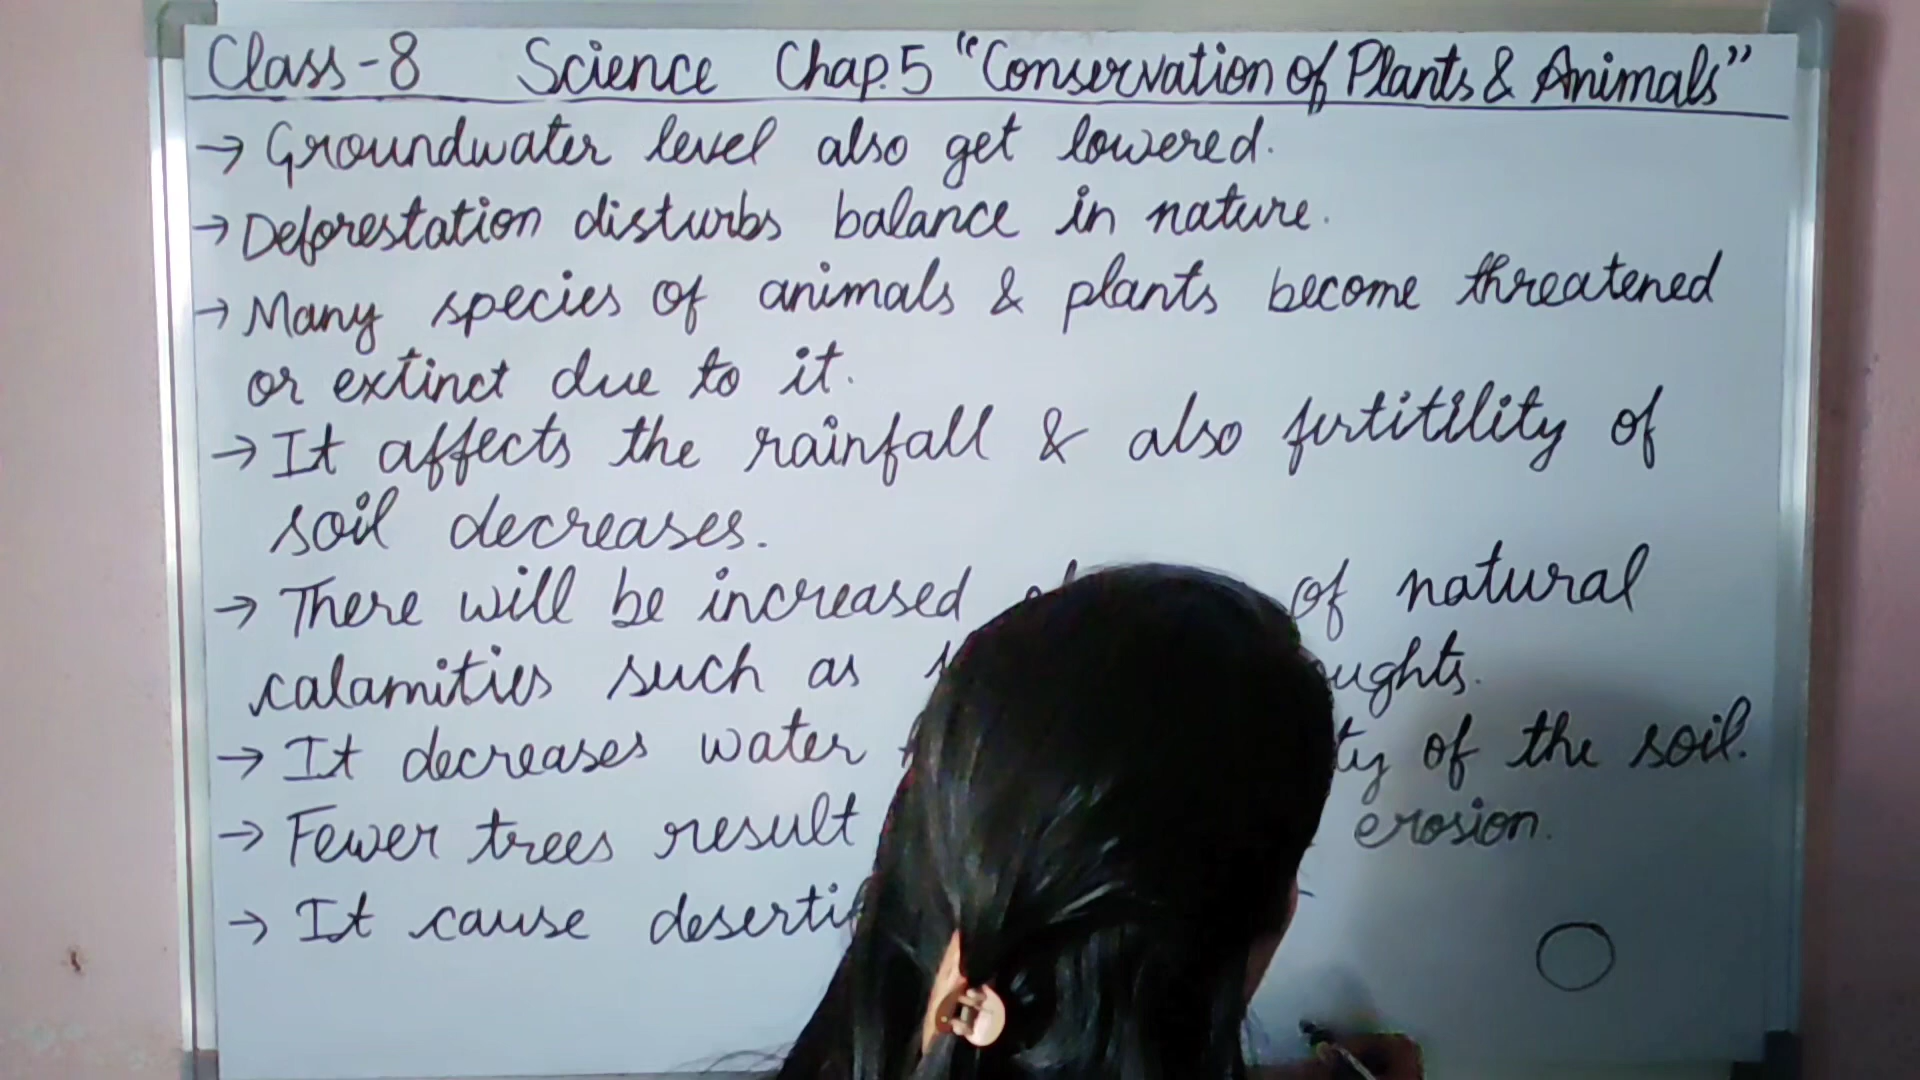 Class-8 Science Chap.5 "Conservation of Plants & Animals"
→ Groundwater level also get lowered.
→ Deforestation disturbs balance in nature.
→ Many species of animals & plants become threatened
or extinct due to it.
→ It affects the rainfall & also fertitility of
soil decreases.
→ There will be increased of natural
calamities such as
→ It decreases water of the soil.
→ Fewer trees result erosion.
→ It cause